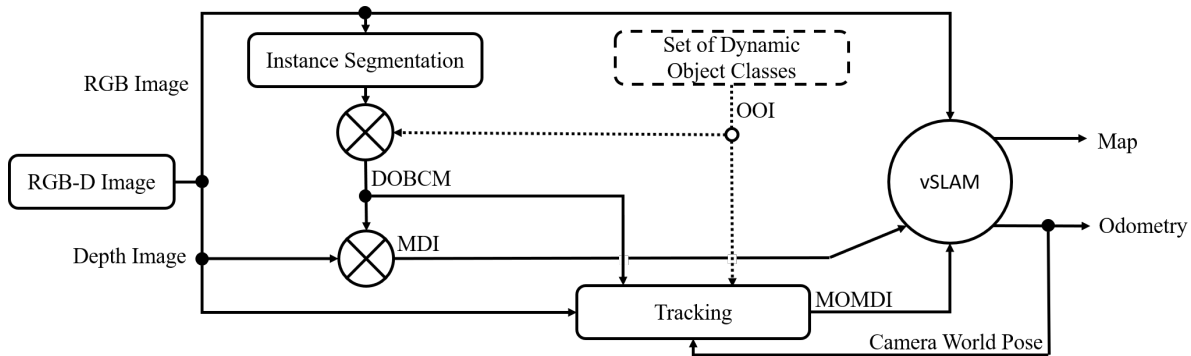 Instance Segmentation
Set of Dynamic
Object Classes
RGB Image
OOI
RGB-D Image
DOBCM
vSLAM
Map
Odometry
Depth Image
MDI
Tracking
MOMDI
Camera World Pose